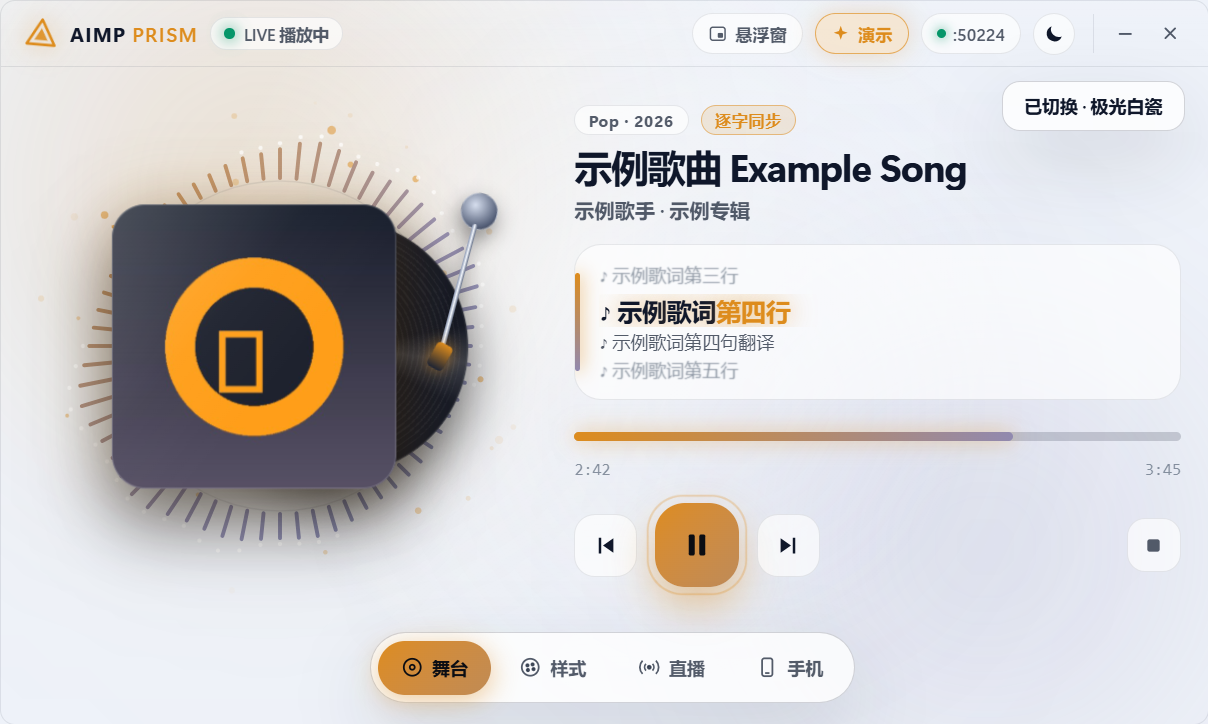 AIMP PRISM
LIVE 播放中
悬浮窗
演示
:50224
已切换 · 极光白瓷
Pop · 2026
逐字同步
示例歌曲 Example Song
示例歌手 · 示例专辑
♪ 示例歌词第三行
♪ 示例歌词第四行
♪ 示例歌词第四句翻译
♪ 示例歌词第五行
2:42
3:45
舞台
样式
直播
手机